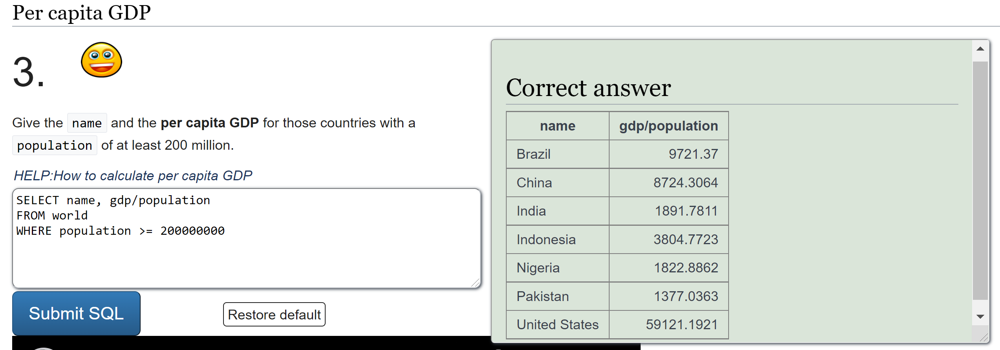 Per capita GDP
3.
Give the name and the per capita GDP for those countries with a
population of at least 200 million.
HELP:How to calculate per capita GDP
SELECT name, gdp/population
FROM world
WHERE population >= 200000000
Submit SQL
Restore default
Correct answer
name gdp/population
Brazil 9721.37
China 8724.3064
India 1891.7811
Indonesia 3804.7723
Nigeria 1822.8862
Pakistan 1377.0363
United States 59121.1921